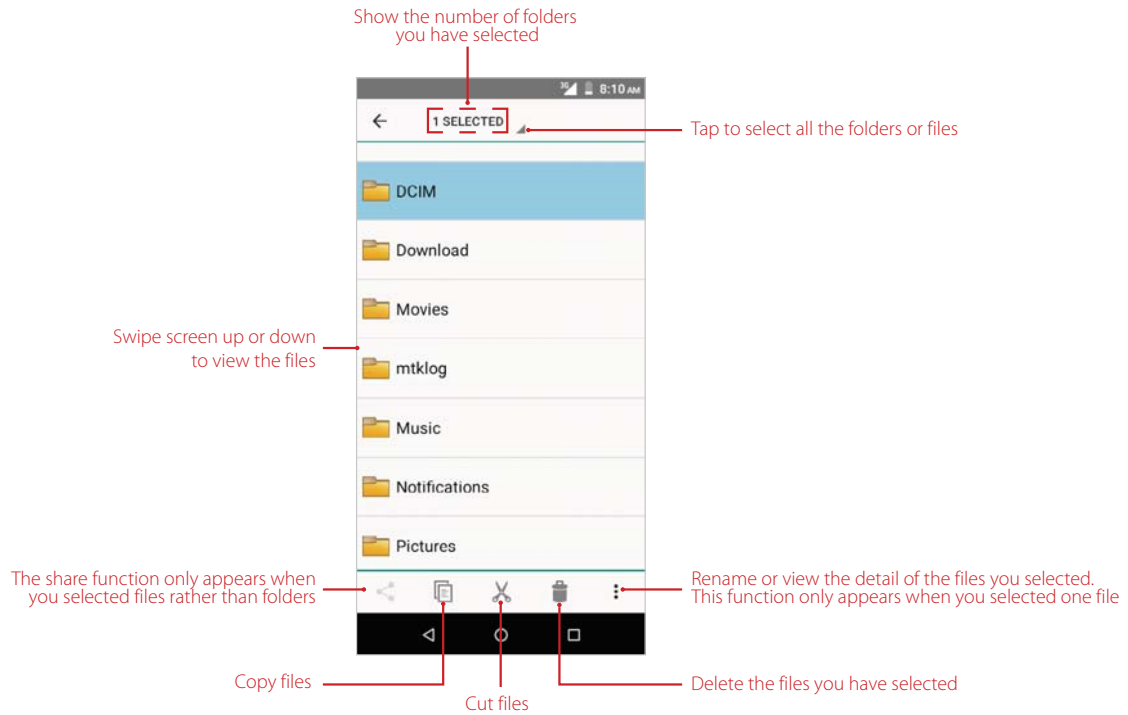 Show the number of folders
you have selected
3G 8:10 AM
1 SELECTED
Tap to select all the folders or files
DCIM
Download
Movies
Swipe screen up or down
to view the files
mtklog
Music
Notifications
Pictures
The share function only appears when
you selected files rather than folders
Rename or view the detail of the files you selected.
This function only appears when you selected one file
Copy files
Cut files
Delete the files you have selected